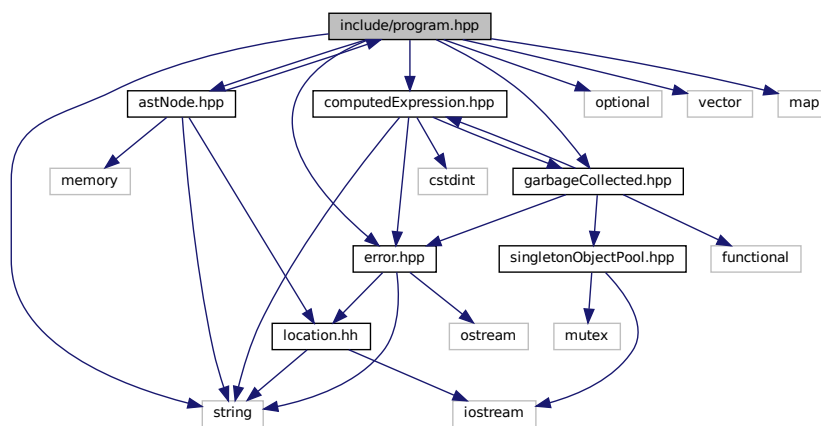 include/program.hpp
astNode.hpp
computedExpression.hpp
optional
vector
map
memory
cstdint
garbageCollected.hpp
error.hpp
singletonObjectPool.hpp
functional
location.hh
ostream
mutex
string
iostream